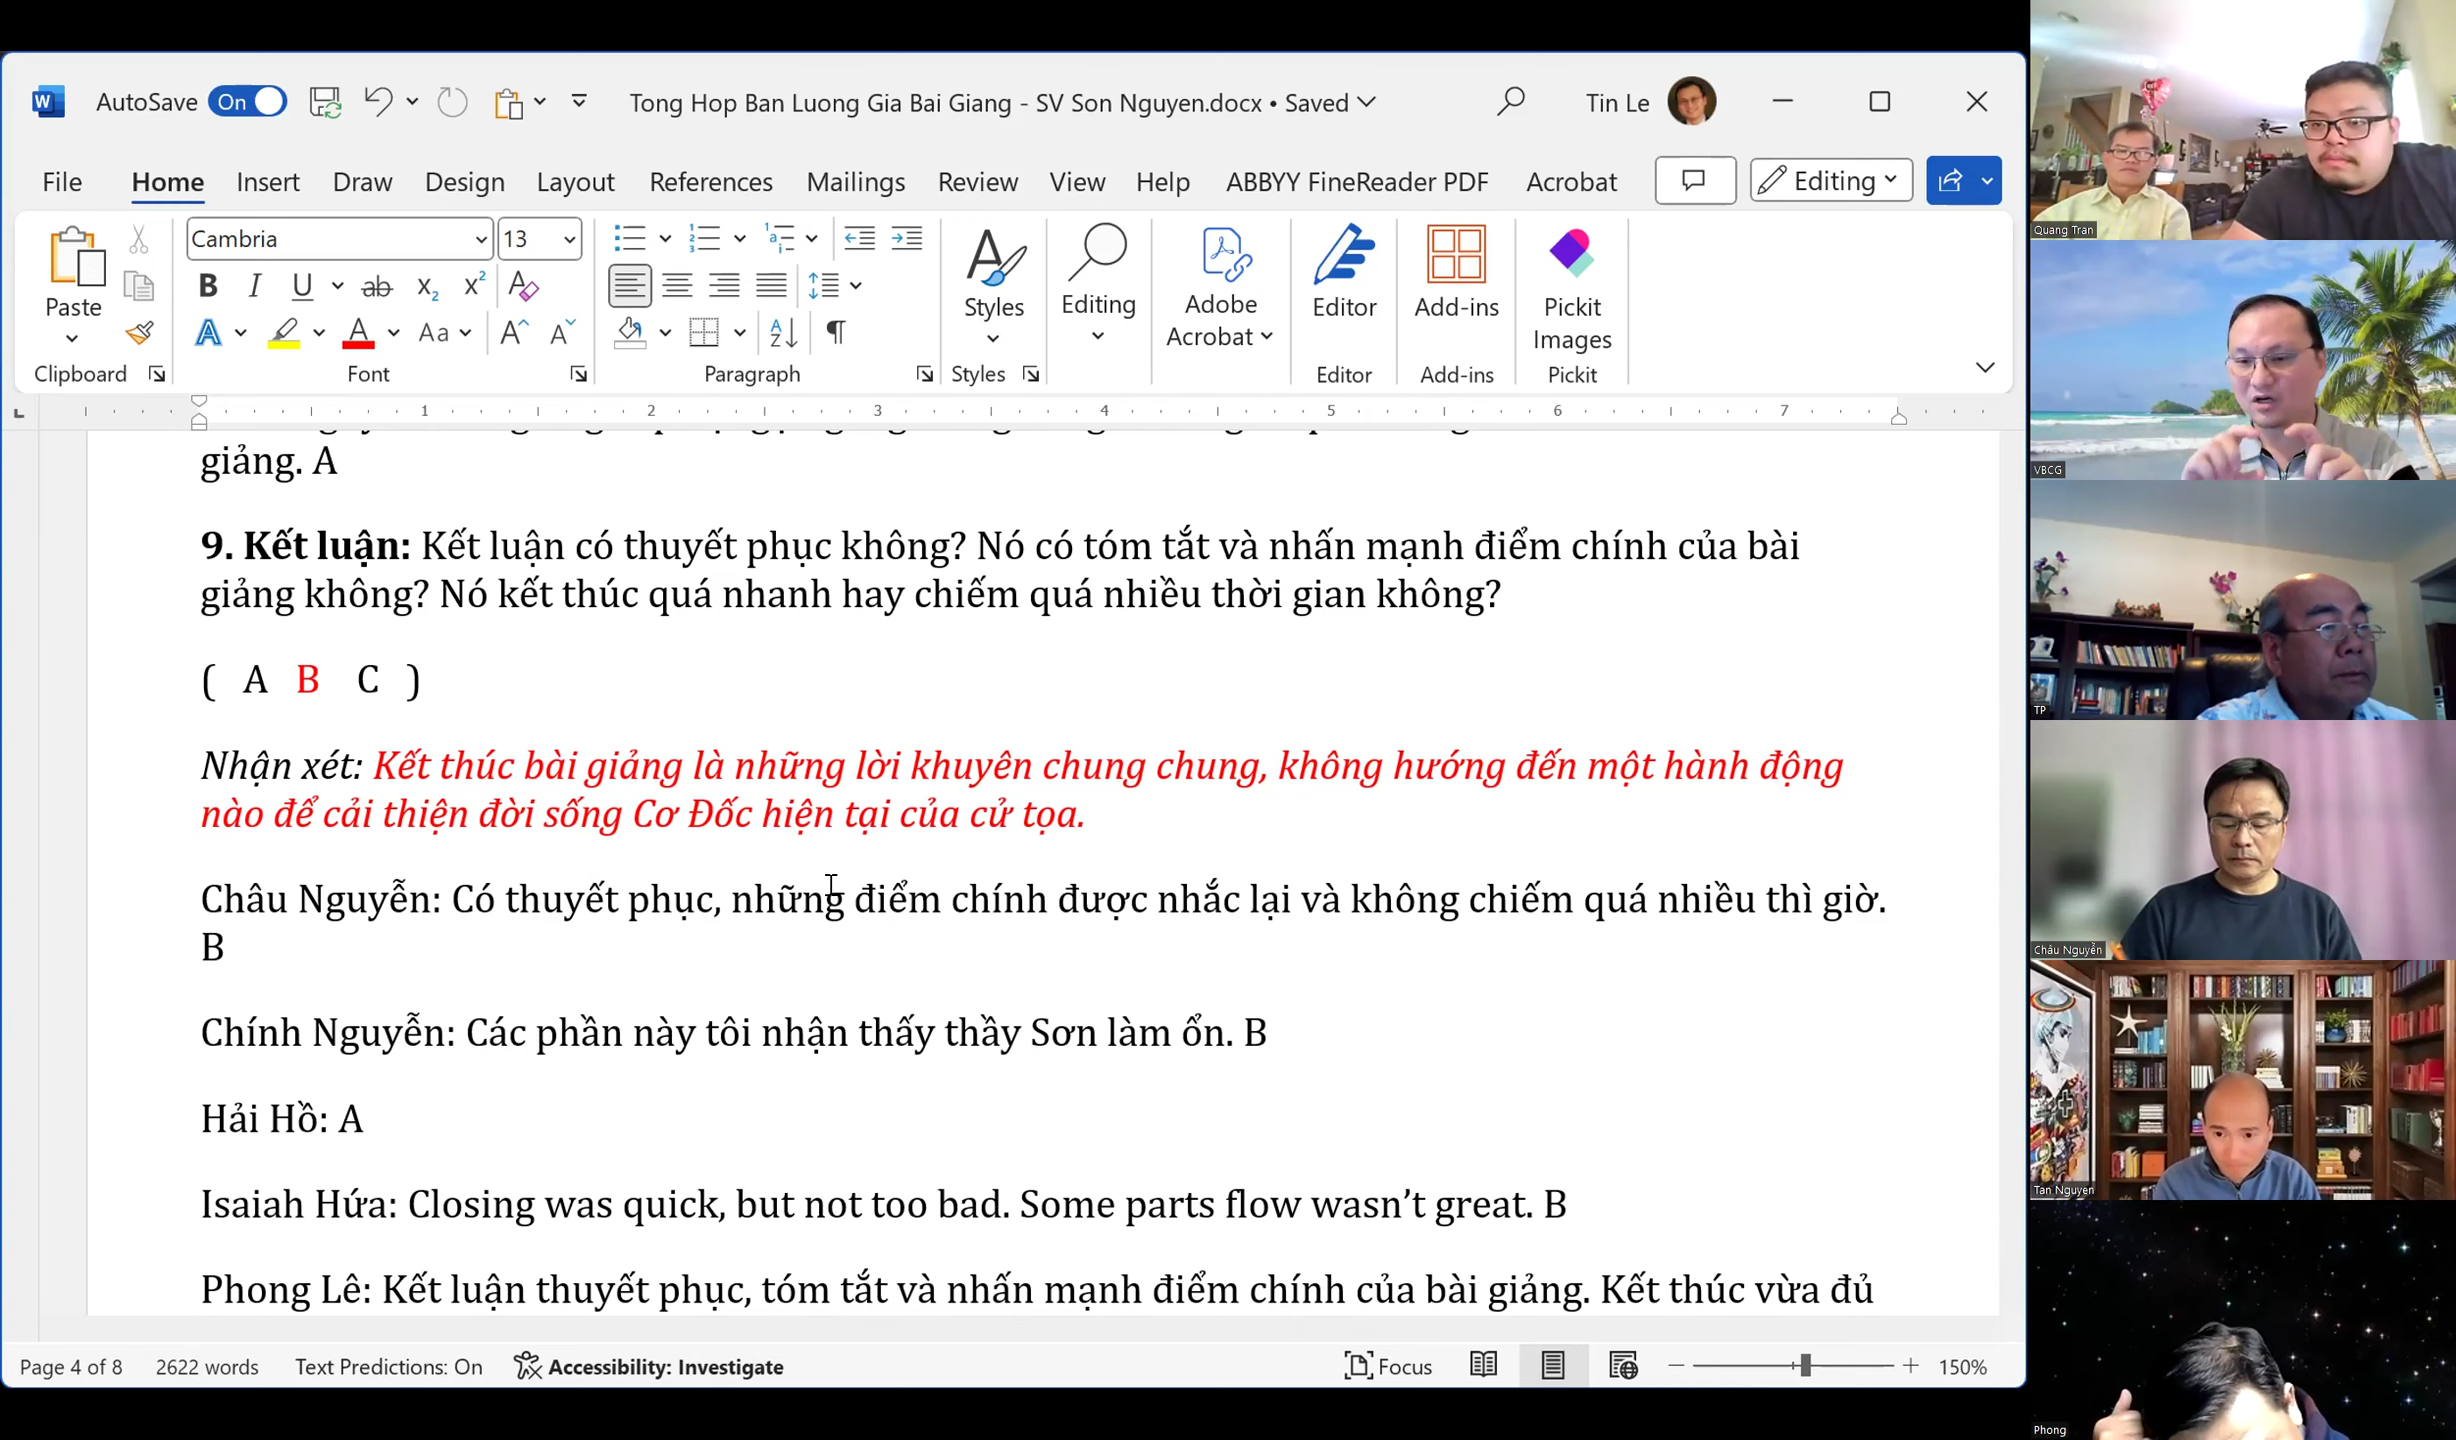 AutoSave On Tong Hop Ban Luong Gia Bai Giang - SV Son Nguyen.docx • Saved Tin Le
File Home Insert Draw Design Layout References Mailings Review View Help ABBYY FineReader PDF Acrobat Editing
Paste
Clipboard
Cambria 13
Font
Paragraph
Styles
Styles
Editing
Adobe Acrobat
Editor
Editor
Add-ins
Add-ins
Pickit Images
Pickit
1 2 3 4 5 6 7
giảng. A
9. Kết luận: Kết luận có thuyết phục không? Nó có tóm tắt và nhấn mạnh điểm chính của bài
giảng không? Nó kết thúc quá nhanh hay chiếm quá nhiều thời gian không?
( A B C )
Nhận xét: Kết thúc bài giảng là những lời khuyên chung chung, không hướng đến một hành động
nào để cải thiện đời sống Cơ Đốc hiện tại của cử tọa.
Châu Nguyễn: Có thuyết phục, những điểm chính được nhắc lại và không chiếm quá nhiều thì giờ.
B
Chính Nguyễn: Các phần này tôi nhận thấy thầy Sơn làm ổn. B
Hải Hồ: A
Isaiah Hứa: Closing was quick, but not too bad. Some parts flow wasn’t great. B
Phong Lê: Kết luận thuyết phục, tóm tắt và nhấn mạnh điểm chính của bài giảng. Kết thúc vừa đủ
Page 4 of 8 2622 words Text Predictions: On Accessibility: Investigate Focus 150%
Quang Tran
VBCG
TP
Châu Nguyễn
Tan Nguyen
Phong